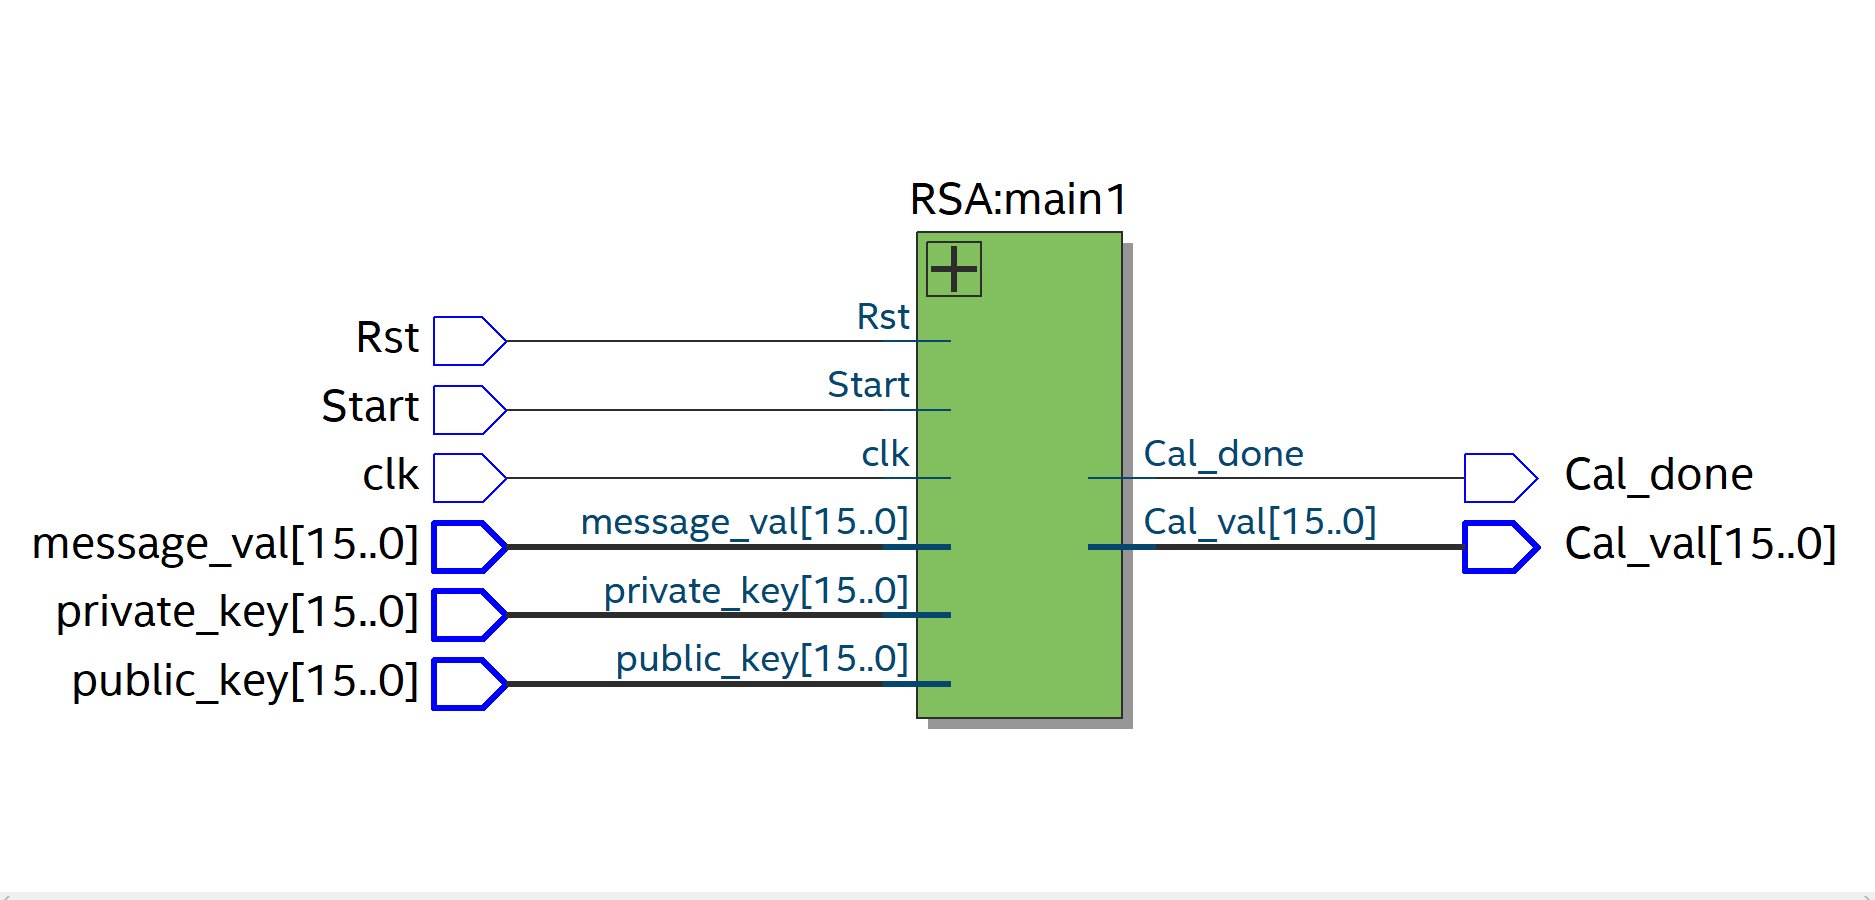 RSA:main1
Rst
Rst
Start
Start
clk
clk
Cal_done
Cal_done
message_val[15..0]
message_val[15..0]
Cal_val[15..0]
Cal_val[15..0]
private_key[15..0]
private_key[15..0]
public_key[15..0]
public_key[15..0]